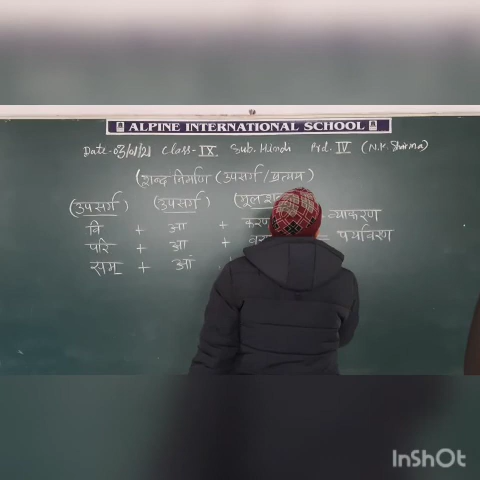 ALPINE INTERNATIONAL SCHOOL
Date-03/01/21 Class-IX Sub. Hindi Prd. IV (N.K. Sharma)
(शब्द निर्माण (उपसर्ग/प्रत्यय)
(उपसर्ग) (उपसर्ग) (मूल
वि + आ + करण व्याकरण
परि + आ + = पर्यावरण
सम + आं
InShOt